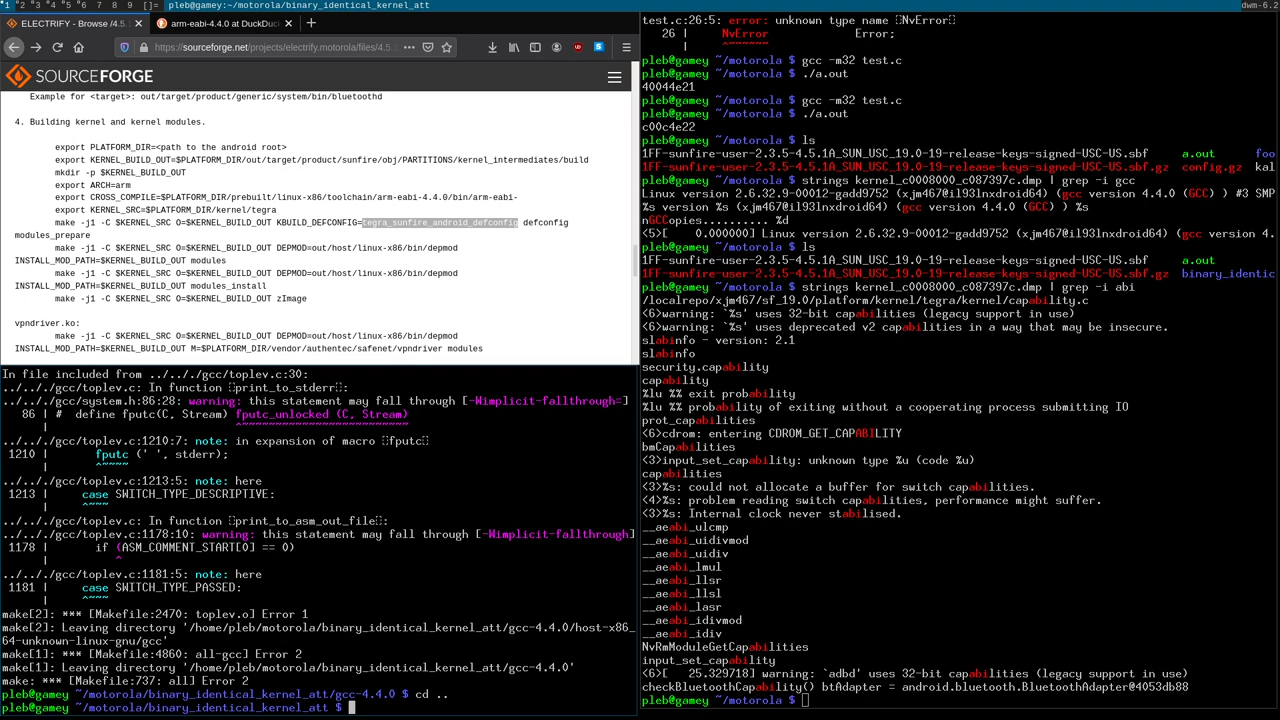 1 2 3 4 5 6 7 8 9 []= pleb@gamey:~/motorola/binary_identical_kernel_att dwm-6.2
ELECTRIFY - Browse /4.5.1
arm-eabi-4.4.0 at DuckDuc
https://sourceforge.net/projects/electrify.motorola/files/4.5.
SOURCEFORGE
Example for <target>: out/target/product/generic/system/bin/bluetoothd
4. Building kernel and kernel modules.
export PLATFORM_DIR=<path to the android root>
export KERNEL_BUILD_OUT=$PLATFORM_DIR/out/target/product/sunfire/obj/PARTITIONS/kernel_intermediates/build
mkdir -p $KERNEL_BUILD_OUT
export ARCH=arm
export CROSS_COMPILE=$PLATFORM_DIR/prebuilt/linux-x86/toolchain/arm-eabi-4.4.0/bin/arm-eabi-
export KERNEL_SRC=$PLATFORM_DIR/kernel/tegra
make -j1 -C $KERNEL_SRC O=$KERNEL_BUILD_OUT KBUILD_DEFCONFIG=tegra_sunfire_android_defconfig defconfig
modules_prepare
make -j1 -C $KERNEL_SRC O=$KERNEL_BUILD_OUT DEPMOD=out/host/linux-x86/bin/depmod
INSTALL_MOD_PATH=$KERNEL_BUILD_OUT modules
make -j1 -C $KERNEL_SRC O=$KERNEL_BUILD_OUT DEPMOD=out/host/linux-x86/bin/depmod
INSTALL_MOD_PATH=$KERNEL_BUILD_OUT modules_install
make -j1 -C $KERNEL_SRC O=$KERNEL_BUILD_OUT zImage
vpndriver.ko:
make -j1 -C $KERNEL_SRC O=$KERNEL_BUILD_OUT DEPMOD=out/host/linux-x86/bin/depmod
INSTALL_MOD_PATH=$KERNEL_BUILD_OUT M=$PLATFORM_DIR/vendor/authentec/safenet/vpndriver modules
In file included from ../../gcc/toplev.c:30:
../.././gcc/toplev.c: In function print_to_stderr:
../.././gcc/system.h:86:28: warning: this statement may fall through [-Wimplicit-fallthrough=]
86 | # define fputc(C, Stream) fputc_unlocked (C, Stream)
| ^~~~~~~~~~~~~~~~~~~~~~~~~~
../.././gcc/toplev.c:1210:7: note: in expansion of macro fputc
1210 | fputc (' ', stderr);
| ^~~~~
../.././gcc/toplev.c:1213:5: note: here
1213 | case SWITCH_TYPE_DESCRIPTIVE:
| ^~~~
../.././gcc/toplev.c: In function print_to_asm_out_file:
../.././gcc/toplev.c:1178:10: warning: this statement may fall through [-Wimplicit-fallthrough]
1178 | if (ASM_COMMENT_START[0] == 0)
| ^
../.././gcc/toplev.c:1181:5: note: here
1181 | case SWITCH_TYPE_PASSED:
| ^~~~
make[2]: *** [Makefile:2470: toplev.o] Error 1
make[2]: Leaving directory '/home/pleb/motorola/binary_identical_kernel_att/gcc-4.4.0/host-x86_
64-unknown-linux-gnu/gcc'
make[1]: *** [Makefile:4860: all-gcc] Error 2
make[1]: Leaving directory '/home/pleb/motorola/binary_identical_kernel_att/gcc-4.4.0'
make: *** [Makefile:737: all] Error 2
pleb@gamey ~/motorola/binary_identical_kernel_att/gcc-4.4.0 $ cd ..
pleb@gamey ~/motorola/binary_identical_kernel_att $
test.c:26:5: error: unknown type name NvError
26 | NvError Error;
| ^~~~~~~
pleb@gamey ~/motorola $ gcc -m32 test.c
pleb@gamey ~/motorola $ ./a.out
40044e21
pleb@gamey ~/motorola $ gcc -m32 test.c
pleb@gamey ~/motorola $ ./a.out
c00c4e22
pleb@gamey ~/motorola $ ls
1FF-sunfire-user-2.3.5-4.5.1A_SUN_USC_19.0-19-release-keys-signed-USC-US.sbf a.out foo
1FF-sunfire-user-2.3.5-4.5.1A_SUN_USC_19.0-19-release-keys-signed-USC-US.sbf.gz config.gz kal
pleb@gamey ~/motorola $ strings kernel_c0008000_c087397c.dmp | grep -i gcc
linux version 2.6.32.9-00012-gadd9752 (xjm467@il93lnxdroid64) (gcc version 4.4.0 (GCC) ) #3 SMP
%s version %s (xjm467@il93lnxdroid64) (gcc version 4.4.0 (GCC) ) %s
nGCCopies.......... %d
<5>[ 0.000000] Linux version 2.6.32.9-00012-gadd9752 (xjm467@il93lnxdroid64) (gcc version 4.
pleb@gamey ~/motorola $ ls
1FF-sunfire-user-2.3.5-4.5.1A_SUN_USC_19.0-19-release-keys-signed-USC-US.sbf a.out
1FF-sunfire-user-2.3.5-4.5.1A_SUN_USC_19.0-19-release-keys-signed-USC-US.sbf.gz binary_identic
pleb@gamey ~/motorola $ strings kernel_c0008000_c087397c.dmp | grep -i abi
/localrepo/xjm467/sf_19.0/platform/kernel/tegra/kernel/capability.c
<6>warning: `%s' uses 32-bit capabilities (legacy support in use)
<6>warning: `%s' uses deprecated v2 capabilities in a way that may be insecure.
slabinfo - version: 2.1
slabinfo
security.capability
capability
%lu %% exit probability
%lu %% probability of exiting without a cooperating process submitting IO
prot_capabilities
<6>cdrom: entering CDROM_GET_CAPABILITY
bmCapabilities
<3>input_set_capability: unknown type %u (code %u)
capabilities
<3>%s: could not allocate a buffer for switch capabilities.
<4>%s: problem reading switch capabilities, performance might suffer.
<3>%s: Internal clock never stabilised.
__aeabi_ulcmp
__aeabi_uidivmod
__aeabi_uidiv
__aeabi_lmul
__aeabi_llsr
__aeabi_llsl
__aeabi_lasr
__aeabi_idivmod
__aeabi_idiv
NvRmModuleGetCapabilities
input_set_capability
<6>[ 25.329718] warning: `adbd' uses 32-bit capabilities (legacy support in use)
checkBluetoothCapability() btAdapter = android.bluetooth.BluetoothAdapter@4053db88
pleb@gamey ~/motorola $